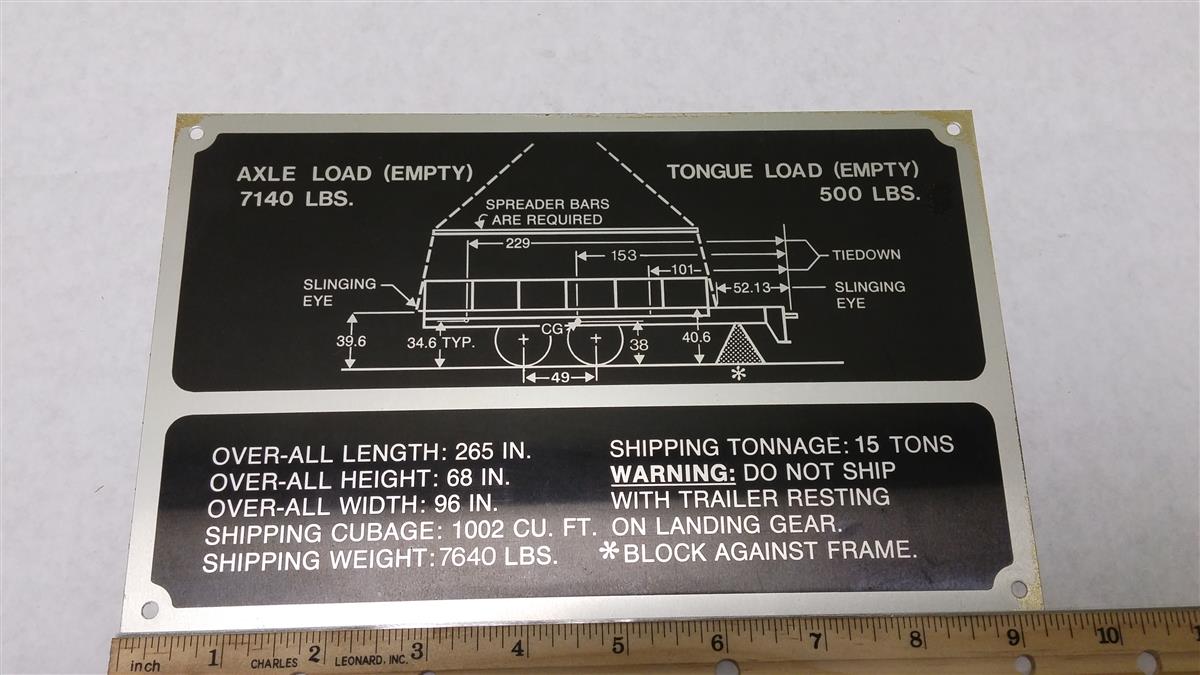 AXLE LOAD (EMPTY)
7140 LBS.
TONGUE LOAD (EMPTY)
500 LBS.
SPREADER BARS
ARE REQUIRED
229
153
101
TIEDOWN
52.13
SLINGING
EYE
SLINGING
EYE
39.6
34.6 TYP.
CG
38
40.6
49
*
OVER-ALL LENGTH: 265 IN.
OVER-ALL HEIGHT: 68 IN.
OVER-ALL WIDTH: 96 IN.
SHIPPING CUBAGE: 1002 CU. FT.
SHIPPING WEIGHT: 7640 LBS.
SHIPPING TONNAGE: 15 TONS
WARNING: DO NOT SHIP
WITH TRAILER RESTING
ON LANDING GEAR.
*BLOCK AGAINST FRAME.
inch 1 2 3 4 5 6 7 8 9 10
CHARLES LEONARD, INC.